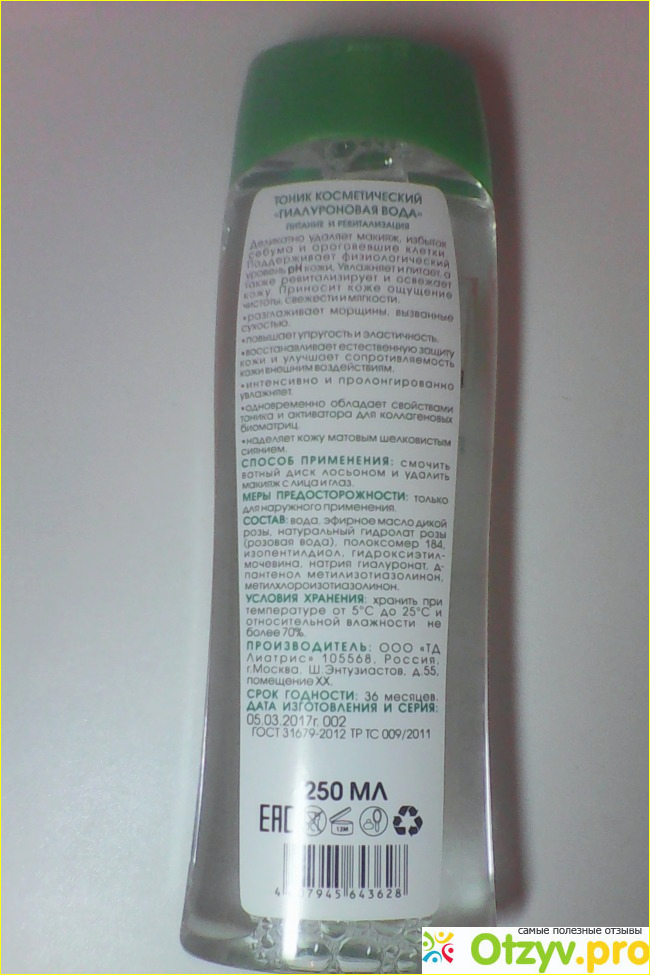 ТОНИК КОСМЕТИЧЕСКИЙ
«ГИАЛУРОНОВАЯ ВОДА»
ПИТАНИЕ И РЕВИТАЛИЗАЦИЯ
Деликатно удаляет макияж, избыток
себума и ороговевшие клетки.
Поддерживает физиологический
уровень pH кожи. Увлажняет и питает, а
также ревитализирует и освежает
кожу. Приносит коже ощущение
чистоты, свежести и мягкости.
•разглаживает морщины, вызванные
сухостью.
•повышает упругость и эластичность.
•восстанавливает естественную защиту
кожи и улучшает сопротивляемость
кожи внешним воздействиям.
•интенсивно и пролонгированно
увлажняет.
•одновременно обладает свойствами
тоника и активатора для коллагеновых
биоматриц.
•наделяет кожу матовым шелковистым
сиянием.
СПОСОБ ПРИМЕНЕНИЯ: смочить
ватный диск лосьоном и удалить
макияж с лица и глаз.
МЕРЫ ПРЕДОСТОРОЖНОСТИ: только
для наружного применения.
СОСТАВ: вода, эфирное масло дикой
розы, натуральный гидролат розы
(розовая вода), полоксомер 184,
изопентилдиол, гидроксиэтил-
мочевина, натрия гиалуронат, д-
пантенол метилизотиазолинон,
метилхлороизотиазолинон.
УСЛОВИЯ ХРАНЕНИЯ: хранить при
температуре от 5°С до 25°С и
относительной влажности не
более 70%.
ПРОИЗВОДИТЕЛЬ: ООО «ТД
Лиатрис» 105568, Россия,
г.Москва, Ш.Энтузиастов, д.55,
помещение XX.
СРОК ГОДНОСТИ: 36 месяцев.
ДАТА ИЗГОТОВЛЕНИЯ И СЕРИЯ:
05.03.2017г. 002
ГОСТ 31679-2012 ТР ТС 009/2011
250 МЛ
EAC 12M
945 643628
самые полезные отзывы
Otzyv.pro